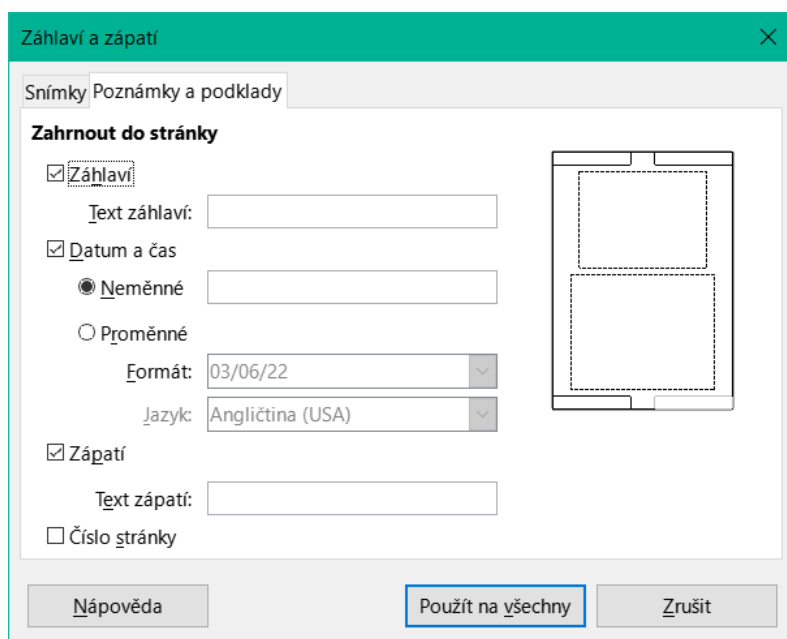 Záhlaví a zápatí
Snímky Poznámky a podklady
Zahrnout do stránky
Záhlaví
Text záhlaví:
Datum a čas
Neměnné
Proměnné
Formát: 03/06/22
Jazyk: Angličtina (USA)
Zápatí
Text zápatí:
Číslo stránky
Nápověda Použít na všechny Zrušit